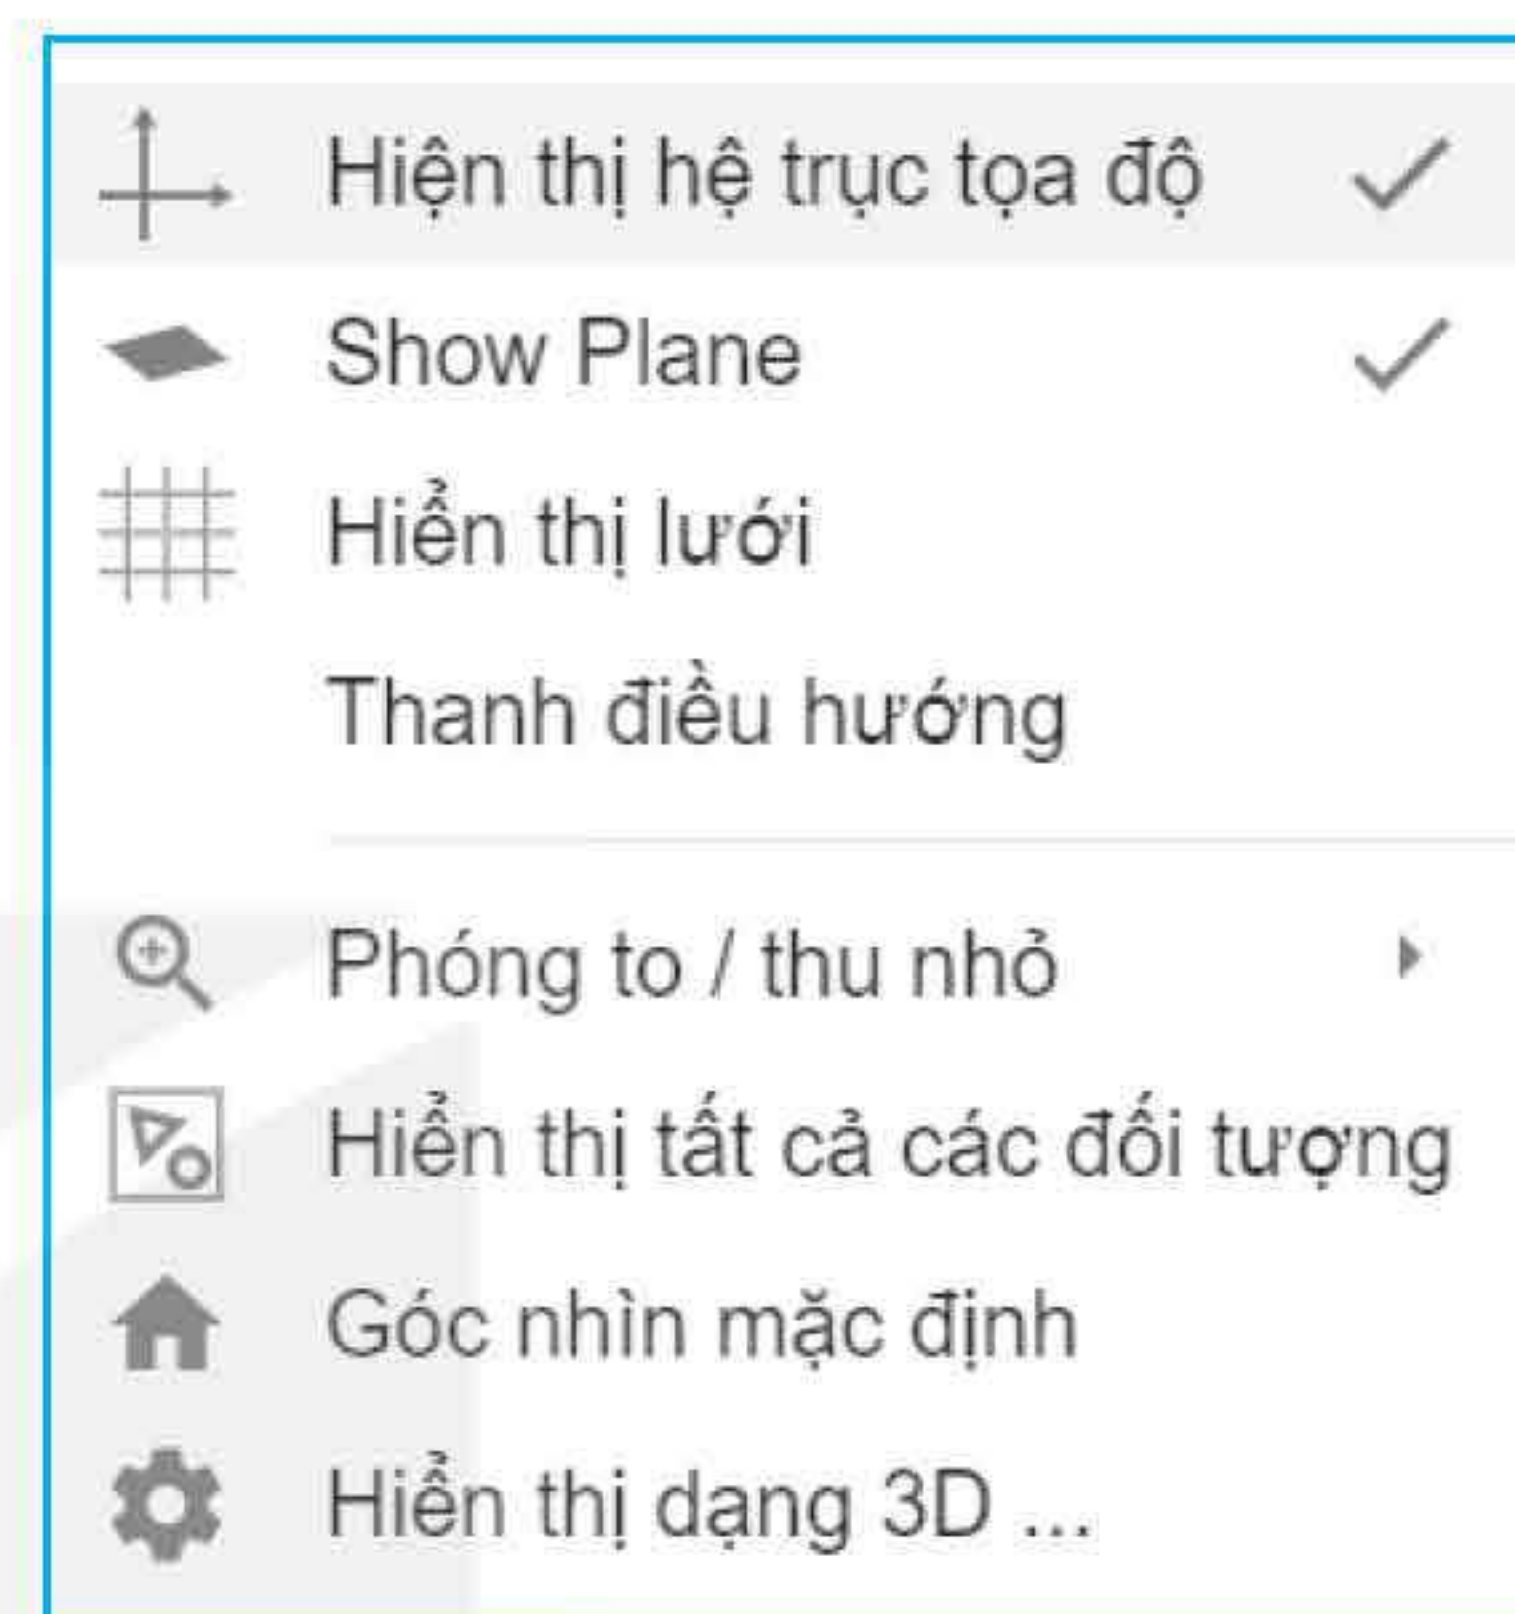 Hiện thị hệ trục tọa độ
Show Plane
Hiển thị lưới
Thanh điều hướng
Phóng to / thu nhỏ
Hiển thị tất cả các đối tượng
Góc nhìn mặc định
Hiển thị dạng 3D ...